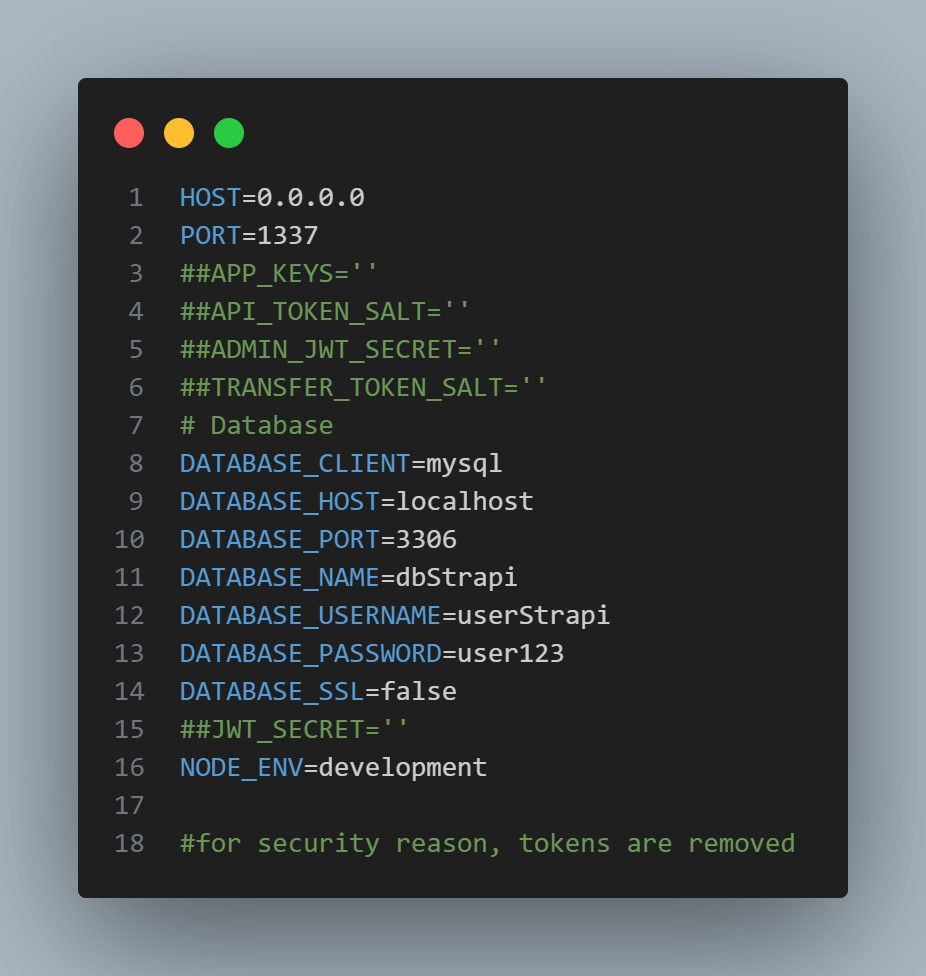 1 HOST=0.0.0.0
2 PORT=1337
3 ##APP_KEYS=''
4 ##API_TOKEN_SALT=''
5 ##ADMIN_JWT_SECRET=''
6 ##TRANSFER_TOKEN_SALT=''
7 # Database
8 DATABASE_CLIENT=mysql
9 DATABASE_HOST=localhost
10 DATABASE_PORT=3306
11 DATABASE_NAME=dbStrapi
12 DATABASE_USERNAME=userStrapi
13 DATABASE_PASSWORD=user123
14 DATABASE_SSL=false
15 ##JWT_SECRET=''
16 NODE_ENV=development
17
18 #for security reason, tokens are removed